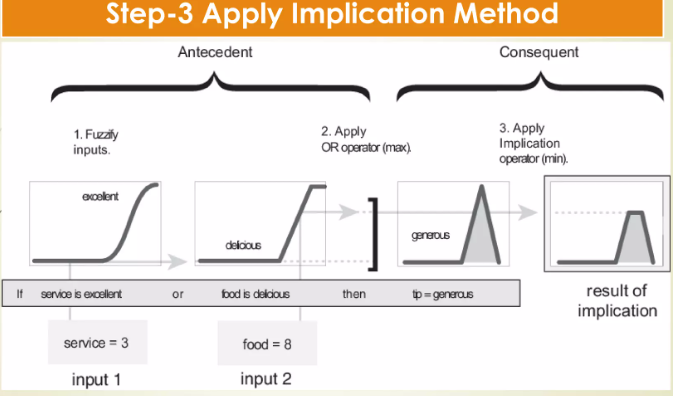 Step-3 Apply Implication Method
Antecedent
Consequent
1. Fuzzify
inputs.
2. Apply
OR operator (max).
3. Apply
Implication
operator (min).
excellent
delicious
generous
If service is excellent or food is delicious then tip = generous
service = 3
food = 8
input 1
input 2
result of
implication